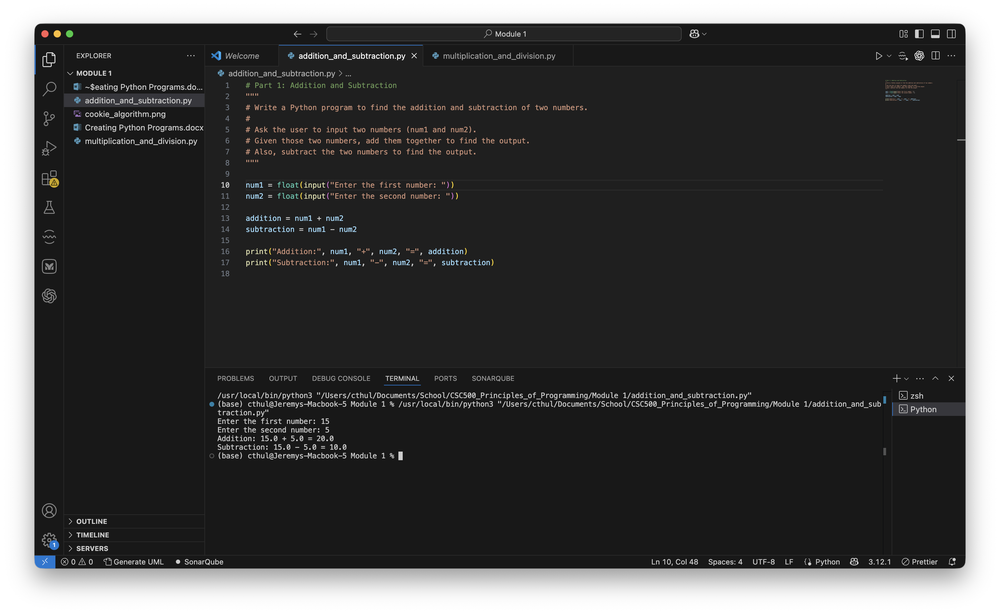 Module 1
EXPLORER
MODULE 1
~$eating Python Programs.do...
addition_and_subtraction.py
cookie_algorithm.png
Creating Python Programs.docx
multiplication_and_division.py
OUTLINE
TIMELINE
SERVERS
Welcome
addition_and_subtraction.py
multiplication_and_division.py
addition_and_subtraction.py > ...
1 # Part 1: Addition and Subtraction
2 """
3 # Write a Python program to find the addition and subtraction of two numbers.
4 #
5 # Ask the user to input two numbers (num1 and num2).
6 # Given those two numbers, add them together to find the output.
7 # Also, subtract the two numbers to find the output.
8 """
9
10 num1 = float(input("Enter the first number: "))
11 num2 = float(input("Enter the second number: "))
12
13 addition = num1 + num2
14 subtraction = num1 - num2
15
16 print("Addition:", num1, "+", num2, "=", addition)
17 print("Subtraction:", num1, "-", num2, "=", subtraction)
18
PROBLEMS OUTPUT DEBUG CONSOLE TERMINAL PORTS SONARQUBE
/usr/local/bin/python3 "/Users/cthul/Documents/School/CSC500_Principles_of_Programming/Module 1/addition_and_subtraction.py"
(base) cthul@Jeremys-Macbook-5 Module 1 % /usr/local/bin/python3 "/Users/cthul/Documents/School/CSC500_Principles_of_Programming/Module 1/addition_and_sub
traction.py"
Enter the first number: 15
Enter the second number: 5
Addition: 15.0 + 5.0 = 20.0
Subtraction: 15.0 - 5.0 = 10.0
(base) cthul@Jeremys-Macbook-5 Module 1 %
zsh
Python
1
0 0 Generate UML SonarQube Ln 10, Col 48 Spaces: 4 UTF-8 LF Python 3.12.1 Prettier